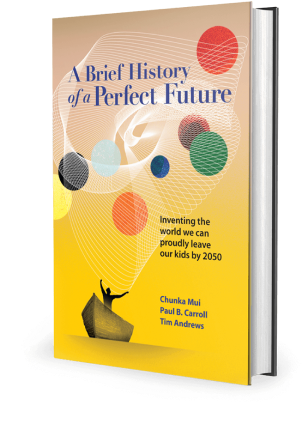 A Brief History
of a Perfect Future
Inventing the
world we can
proudly leave
our kids by 2050
Chunka Mui
Paul B. Carroll
Tim Andrews